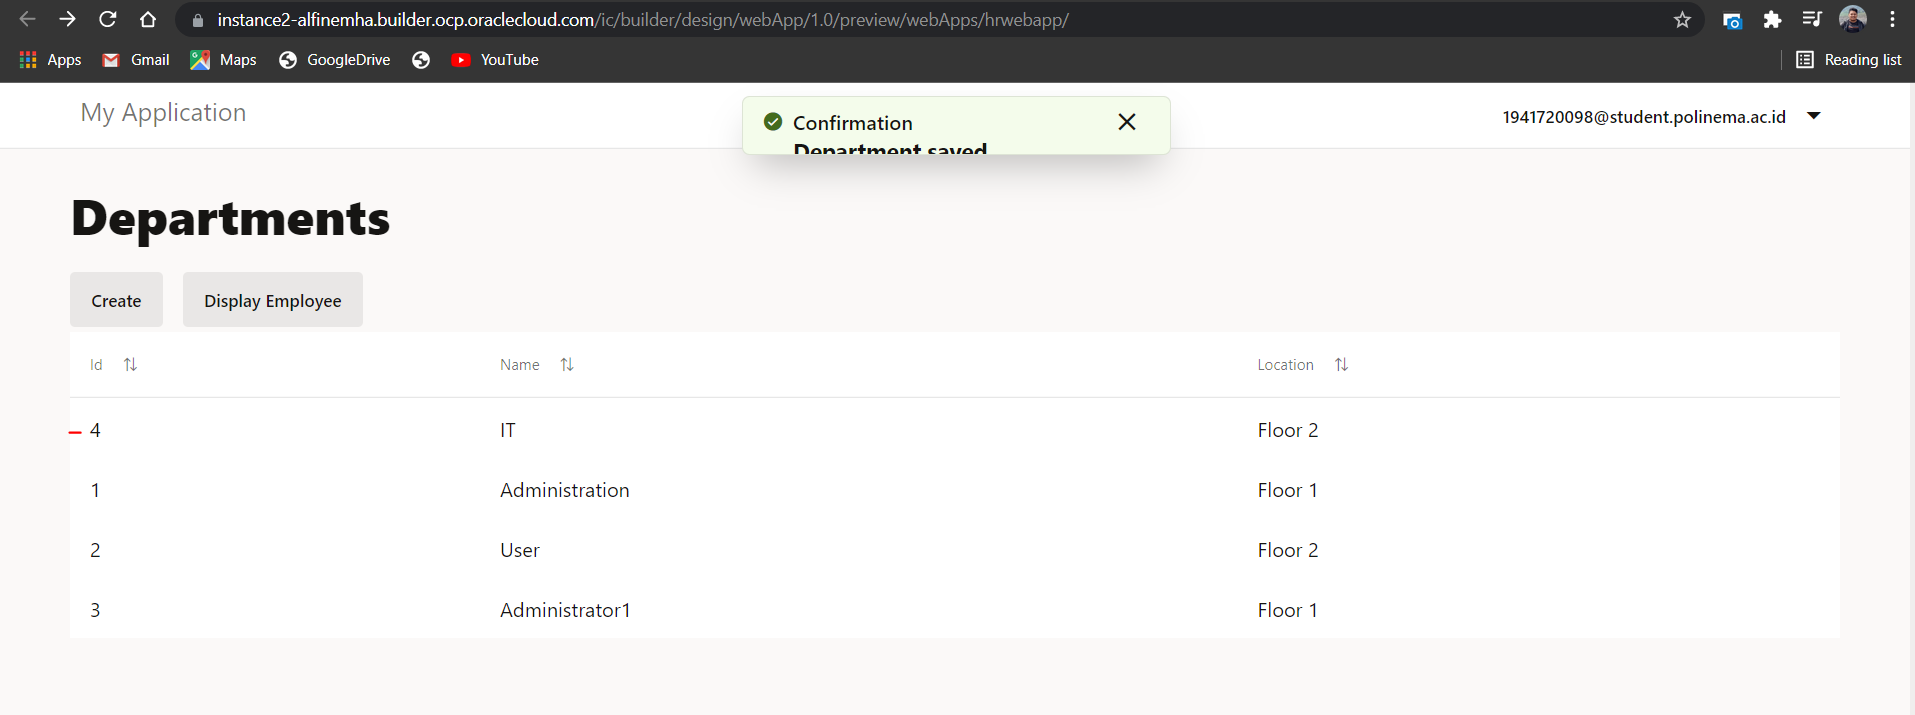 instance2-alfinemha.builder.ocp.oraclecloud.com/ic/builder/design/webApp/1.0/preview/webApps/hrwebapp/
Apps Gmail Maps GoogleDrive YouTube Reading list
My Application
Confirmation
Department saved
1941720098@student.polinema.ac.id
Departments
Create Display Employee
Id Name Location
4 IT Floor 2
1 Administration Floor 1
2 User Floor 2
3 Administrator1 Floor 1